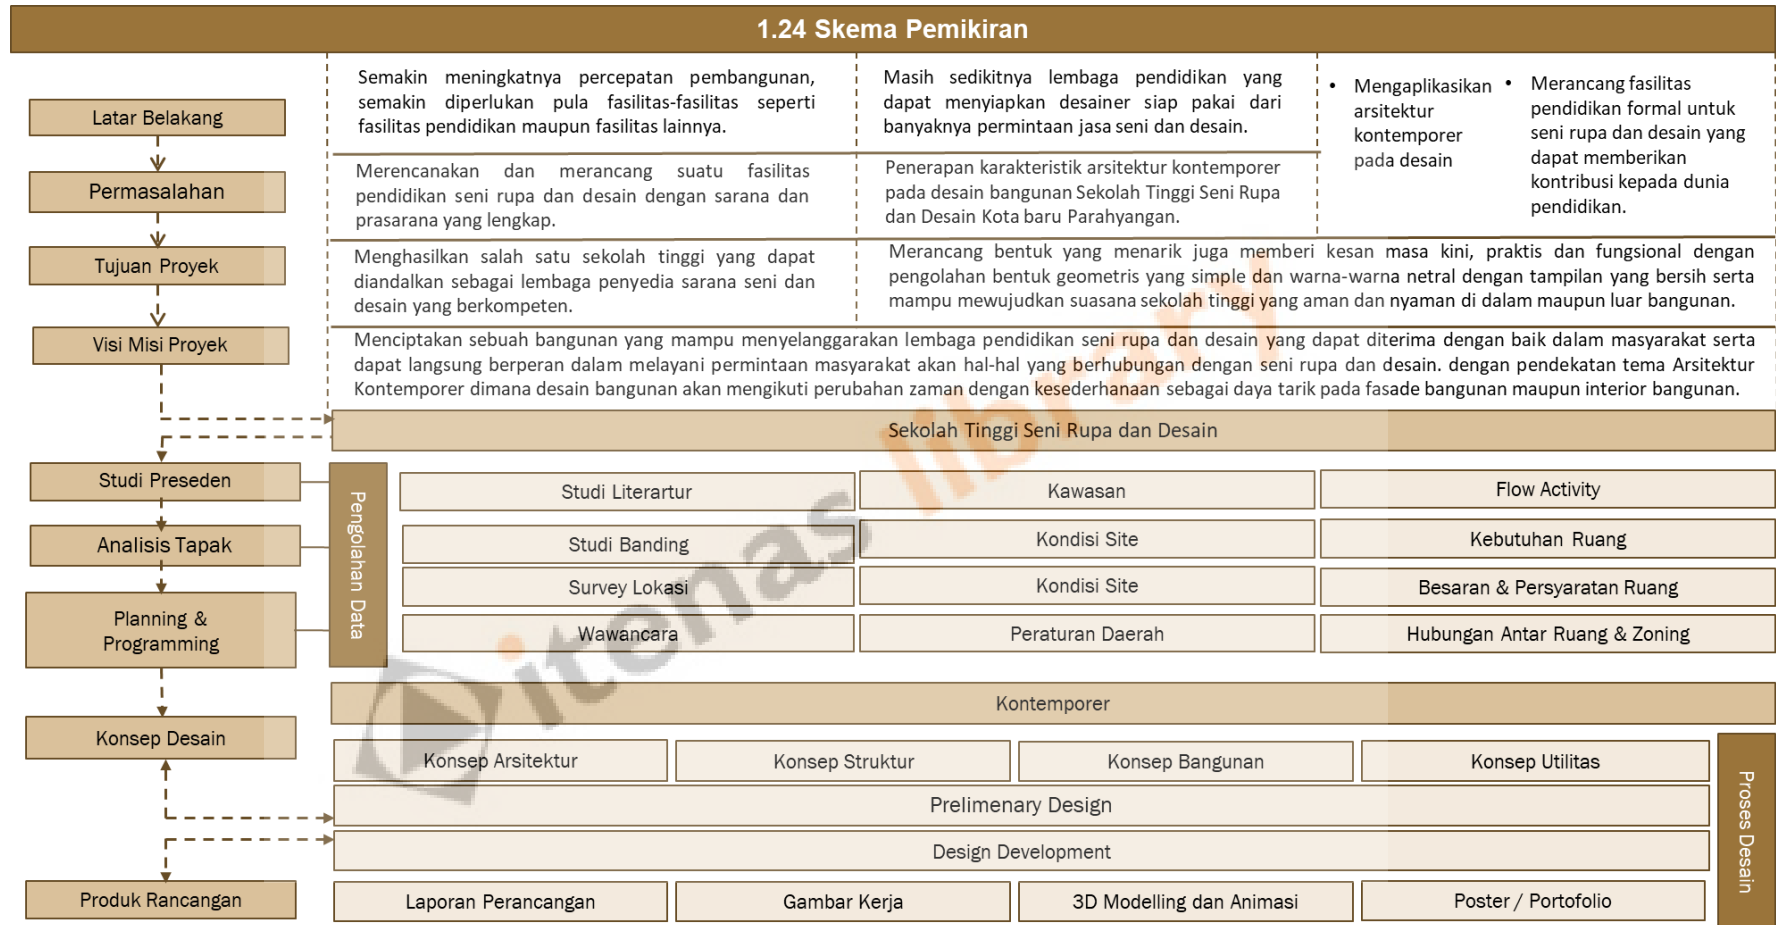 1.24 Skema Pemikiran
Latar Belakang
Semakin meningkatnya percepatan pembangunan,
semakin diperlukan pula fasilitas-fasilitas seperti
fasilitas pendidikan maupun fasilitas lainnya.
Masih sedikitnya lembaga pendidikan yang
dapat menyiapkan desainer siap pakai dari
banyaknya permintaan jasa seni dan desain.
• Mengaplikasikan
arsitektur
kontemporer
pada desain
• Merancang fasilitas
pendidikan formal untuk
seni rupa dan desain yang
dapat memberikan
kontribusi kepada dunia
pendidikan.
Permasalahan
Merencanakan dan merancang suatu fasilitas
pendidikan seni rupa dan desain dengan sarana dan
prasarana yang lengkap.
Penerapan karakteristik arsitektur kontemporer
pada desain bangunan Sekolah Tinggi Seni Rupa
dan Desain Kota baru Parahyangan.
Tujuan Proyek
Menghasilkan salah satu sekolah tinggi yang dapat
diandalkan sebagai lembaga penyedia sarana seni dan
desain yang berkompeten.
Merancang bentuk yang menarik juga memberi kesan masa kini, praktis dan fungsional dengan
pengolahan bentuk geometris yang simple dan warna-warna netral dengan tampilan yang bersih serta
mampu mewujudkan suasana sekolah tinggi yang aman dan nyaman di dalam maupun luar bangunan.
Visi Misi Proyek
Menciptakan sebuah bangunan yang mampu menyelanggarakan lembaga pendidikan seni rupa dan desain yang dapat diterima dengan baik dalam masyarakat serta
dapat langsung berperan dalam melayani permintaan masyarakat akan hal-hal yang berhubungan dengan seni rupa dan desain. dengan pendekatan tema Arsitektur
Kontemporer dimana desain bangunan akan mengikuti perubahan zaman dengan kesederhanaan sebagai daya tarik pada fasade bangunan maupun interior bangunan.
Sekolah Tinggi Seni Rupa dan Desain
Studi Preseden
Analisis Tapak
Planning &
Programming
Pengolahan Data
Studi Literartur
Kawasan
Flow Activity
Studi Banding
Kondisi Site
Kebutuhan Ruang
Survey Lokasi
Kondisi Site
Besaran & Persyaratan Ruang
Wawancara
Peraturan Daerah
Hubungan Antar Ruang & Zoning
itenas library
Kontemporer
Konsep Desain
Konsep Arsitektur
Konsep Struktur
Konsep Bangunan
Konsep Utilitas
Prelimenary Design
Design Development
Proses Desain
Produk Rancangan
Laporan Perancangan
Gambar Kerja
3D Modelling dan Animasi
Poster / Portofolio